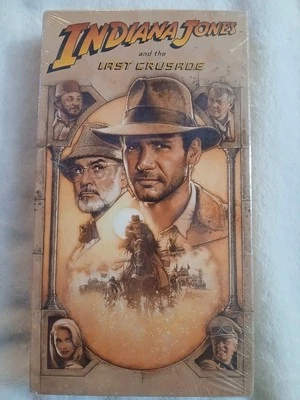 INDIANA JONES
and the
LAST CRUSADE